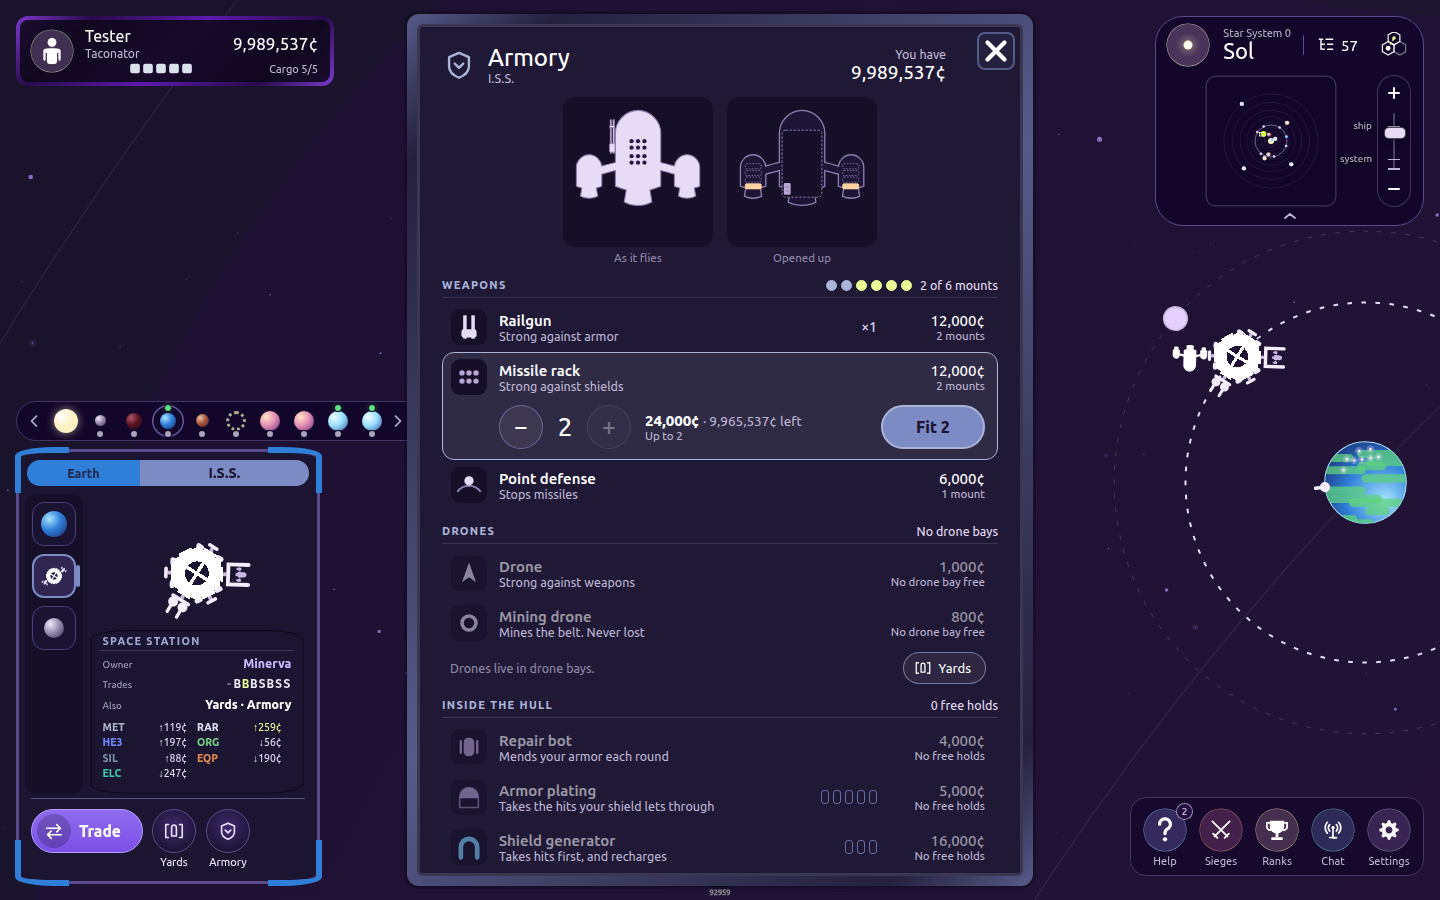 Tester
Taconator
9,989,537¢
Cargo 5/5
Armory
I.S.S.
You have
9,989,537¢
As it flies
Opened up
WEAPONS
2 of 6 mounts
Railgun
Strong against armor
×1
12,000¢
2 mounts
Missile rack
Strong against shields
12,000¢
2 mounts
−
2
+
24,000¢ · 9,965,537¢ left
Up to 2
Fit 2
Point defense
Stops missiles
6,000¢
1 mount
DRONES
No drone bays
Drone
Strong against weapons
1,000¢
No drone bay free
Mining drone
Mines the belt. Never lost
800¢
No drone bay free
Drones live in drone bays.
Yards
INSIDE THE HULL
0 free holds
Repair bot
Mends your armor each round
4,000¢
No free holds
Armor plating
Takes the hits your shield lets through
5,000¢
No free holds
Shield generator
Takes hits first, and recharges
16,000¢
No free holds
92959
Star System 0
Sol
57
ship
system
+
−
Earth
I.S.S.
SPACE STATION
Owner Minerva
Trades -BBBSBSS
Also Yards · Armory
MET ↑119¢ RAR ↑259¢
HE3 ↑197¢ ORG ↓56¢
SIL ↑88¢ EQP ↓190¢
ELC ↓247¢
Trade
Yards
Armory
2
Help
Sieges
Ranks
Chat
Settings